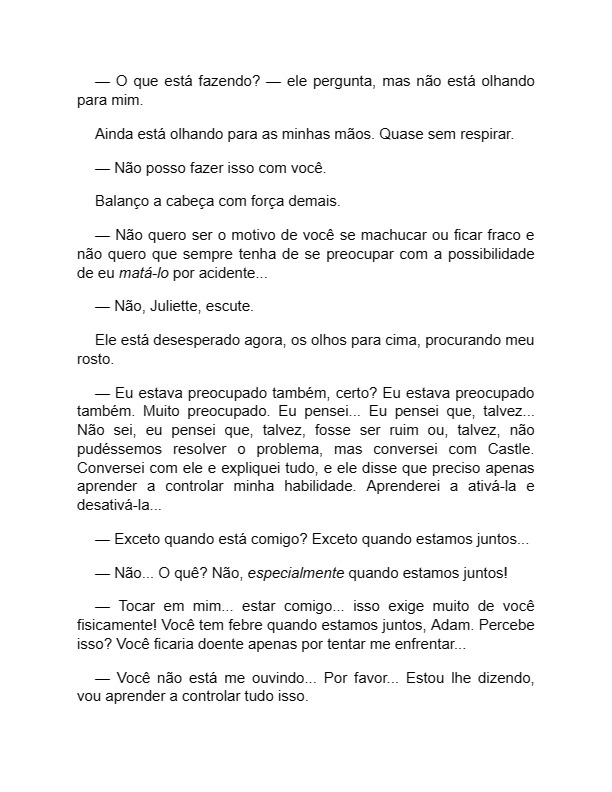 — O que está fazendo? — ele pergunta, mas não está olhando
para mim.
Ainda está olhando para as minhas mãos. Quase sem respirar.
— Não posso fazer isso com você.
Balanço a cabeça com força demais.
— Não quero ser o motivo de você se machucar ou ficar fraco e
não quero que sempre tenha de se preocupar com a possibilidade
de eu matá-lo por acidente...
— Não, Juliette, escute.
Ele está desesperado agora, os olhos para cima, procurando meu
rosto.
— Eu estava preocupado também, certo? Eu estava preocupado
também. Muito preocupado. Eu pensei... Eu pensei que, talvez...
Não sei, eu pensei que, talvez, fosse ser ruim ou, talvez, não
pudéssemos resolver o problema, mas conversei com Castle.
Conversei com ele e expliquei tudo, e ele disse que preciso apenas
aprender a controlar minha habilidade. Aprenderei a ativá-la e
desativá-la...
— Exceto quando está comigo? Exceto quando estamos juntos...
— Não... O quê? Não, especialmente quando estamos juntos!
— Tocar em mim... estar comigo... isso exige muito de você
fisicamente! Você tem febre quando estamos juntos, Adam. Percebe
isso? Você ficaria doente apenas por tentar me enfrentar...
— Você não está me ouvindo... Por favor... Estou lhe dizendo,
vou aprender a controlar tudo isso.